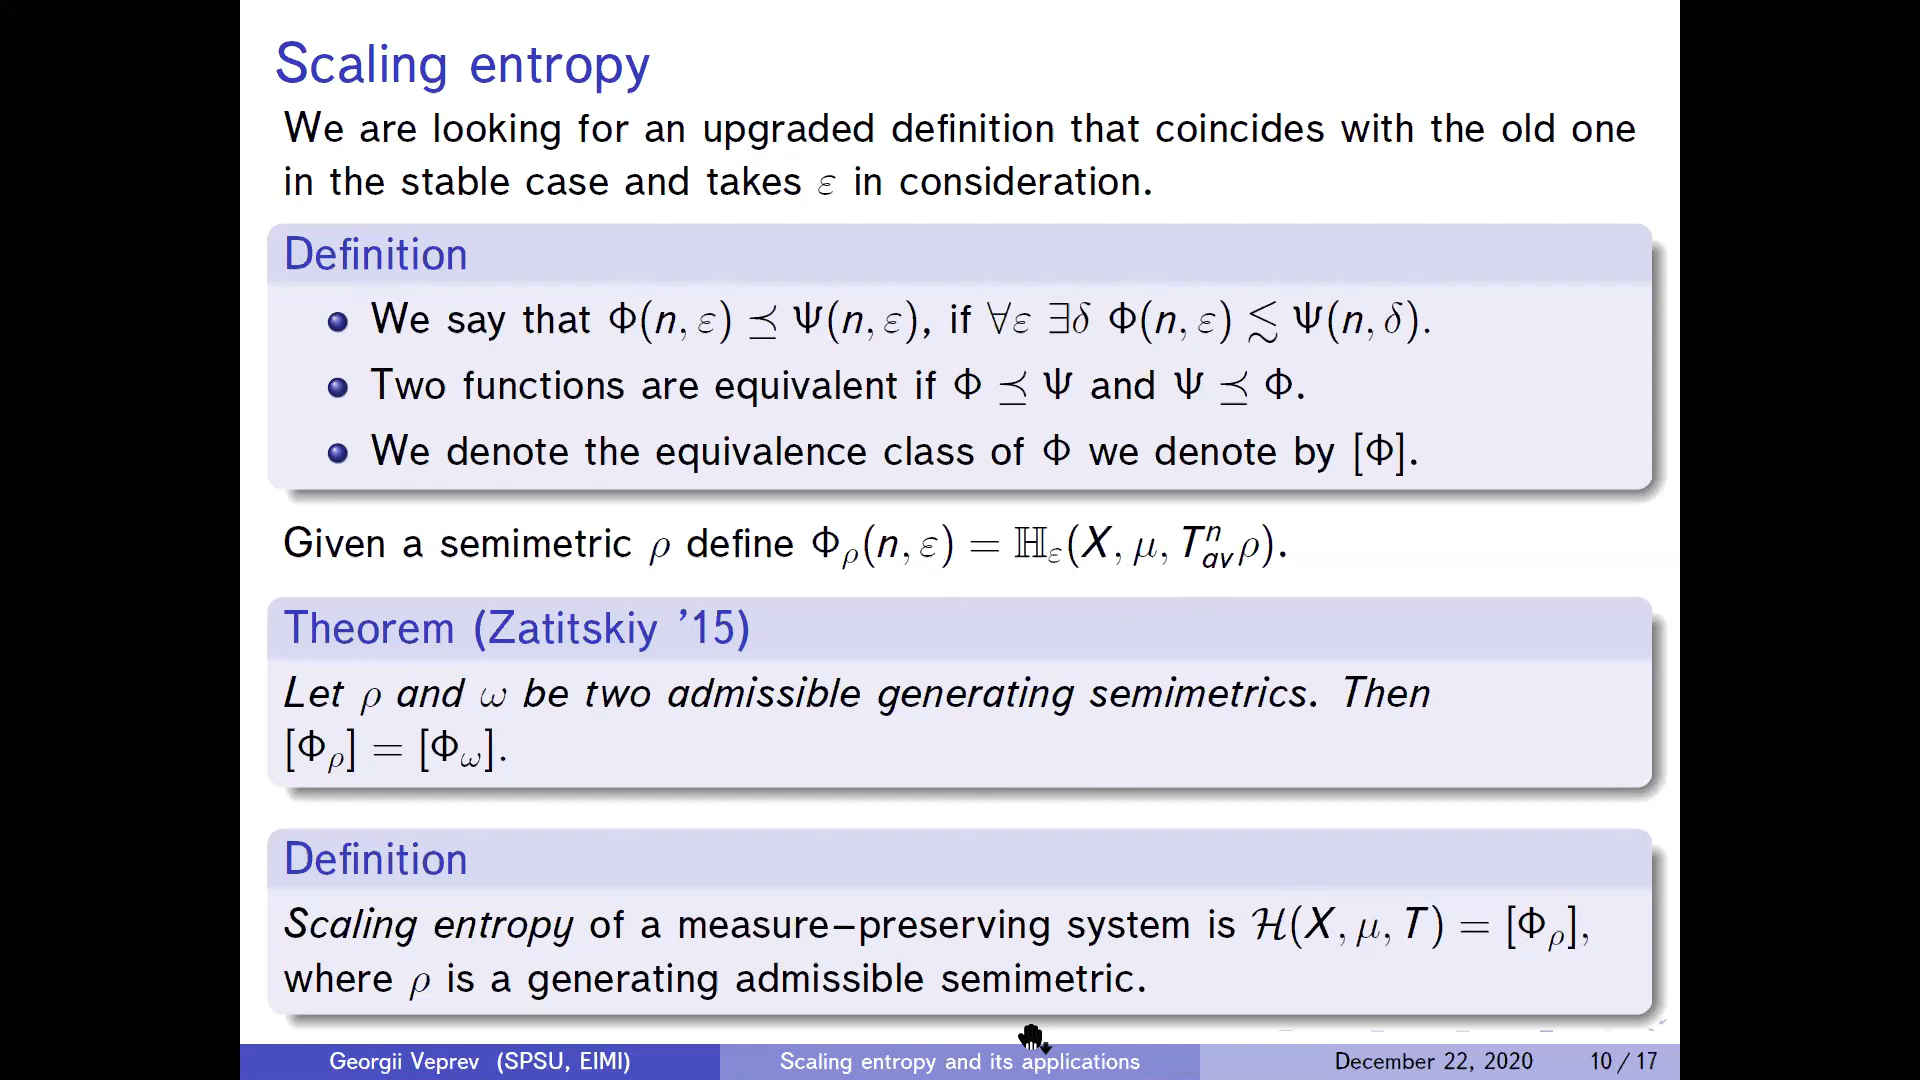 Scaling entropy
We are looking for an upgraded definition that coincides with the old one
in the stable case and takes ε in consideration.
Definition
We say that Φ(n, ε) ⪯ Ψ(n, ε), if ∀ε ∃δ Φ(n, ε) ≲ Ψ(n, δ).
Two functions are equivalent if Φ ⪯ Ψ and Ψ ⪯ Φ.
We denote the equivalence class of Φ we denote by [Φ].
Given a semimetric ρ define Φ_ρ(n, ε) = ℍ_ε(X, μ, T^n_av ρ).
Theorem (Zatitskiy ’15)
Let ρ and ω be two admissible generating semimetrics. Then
[Φ_ρ] = [Φ_ω].
Definition
Scaling entropy of a measure–preserving system is ℋ(X, μ, T) = [Φ_ρ],
where ρ is a generating admissible semimetric.
Georgii Veprev (SPSU, EIMI) Scaling entropy and its applications December 22, 2020 10 / 17